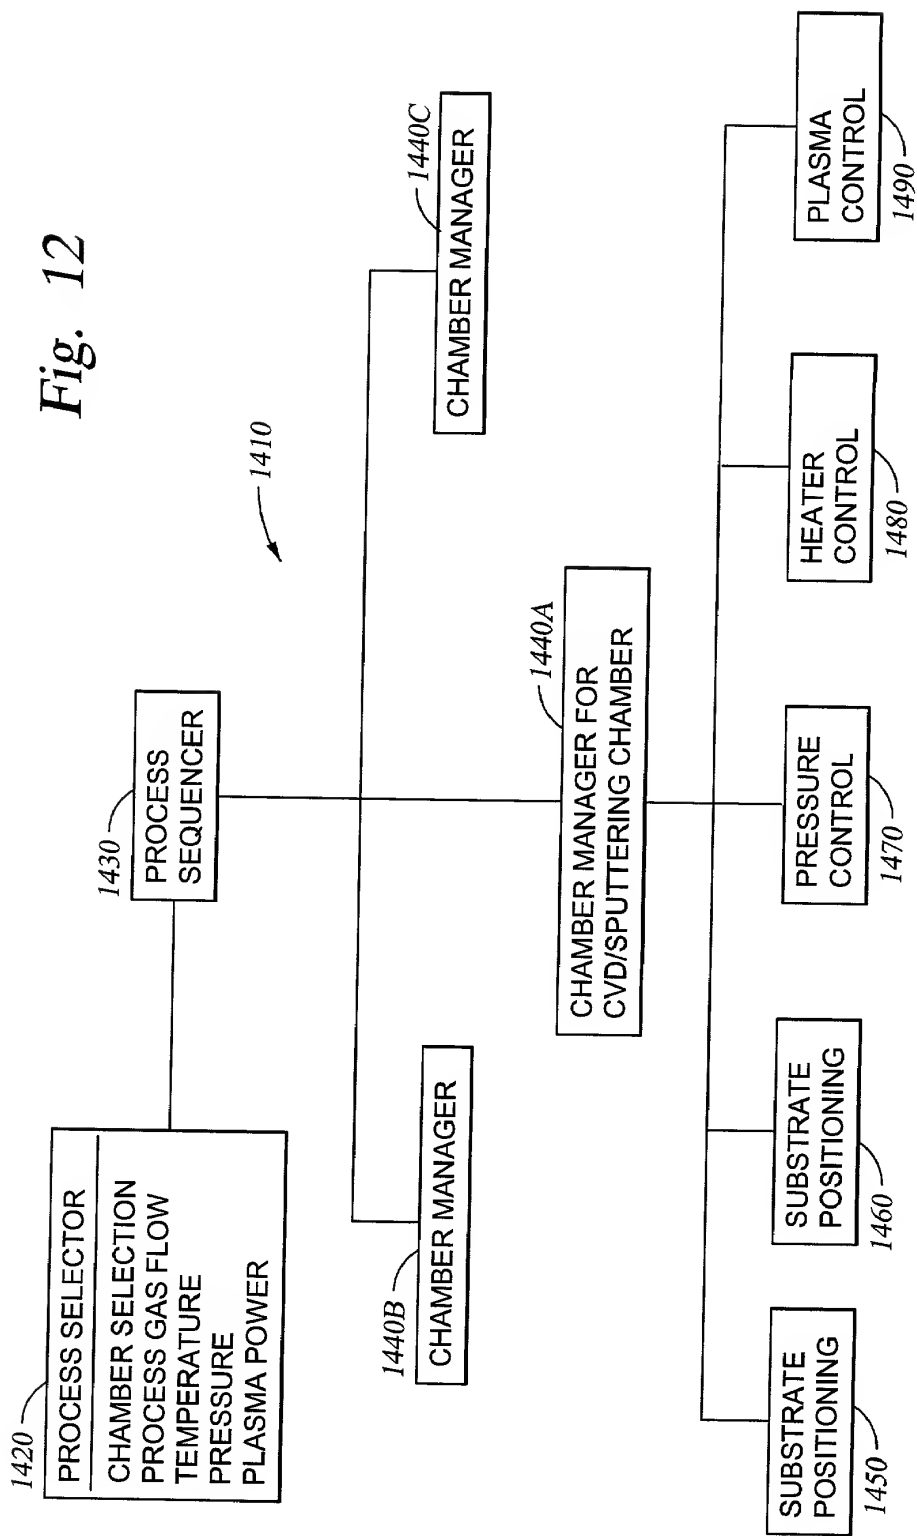 Fig. 12
1410
1420
PROCESS SELECTOR
CHAMBER SELECTION
PROCESS GAS FLOW
TEMPERATURE
PRESSURE
PLASMA POWER
1430
PROCESS
SEQUENCER
1440B
CHAMBER MANAGER
1440C
CHAMBER MANAGER
1440A
CHAMBER MANAGER FOR
CVD/SPUTTERING CHAMBER
SUBSTRATE
POSITIONING
1450
SUBSTRATE
POSITIONING
1460
PRESSURE
CONTROL
1470
HEATER
CONTROL
1480
PLASMA
CONTROL
1490